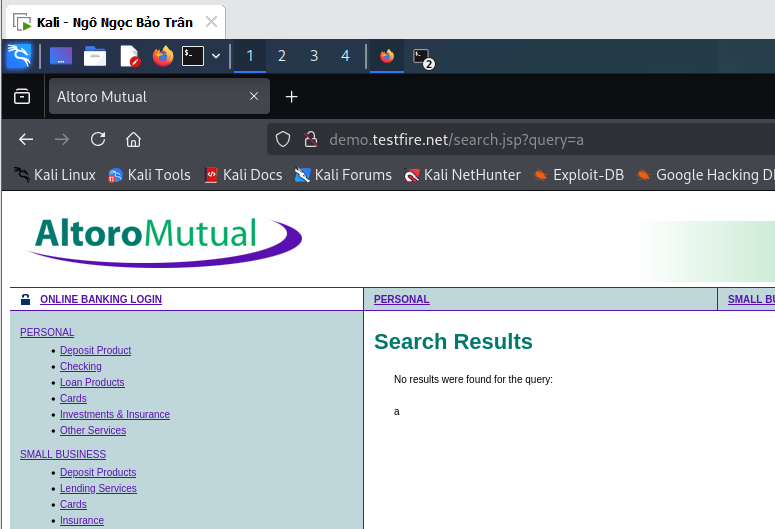 Kali - Ngô Ngọc Bảo Trân
1 2 3 4 2
Altoro Mutual
demo.testfire.net/search.jsp?query=a
Kali Linux Kali Tools Kali Docs Kali Forums Kali NetHunter Exploit-DB Google Hacking D
AltoroMutual
ONLINE BANKING LOGIN PERSONAL SMALL BU
PERSONAL
Deposit Product
Checking
Loan Products
Cards
Investments & Insurance
Other Services
SMALL BUSINESS
Deposit Products
Lending Services
Cards
Insurance
Search Results
No results were found for the query:
a